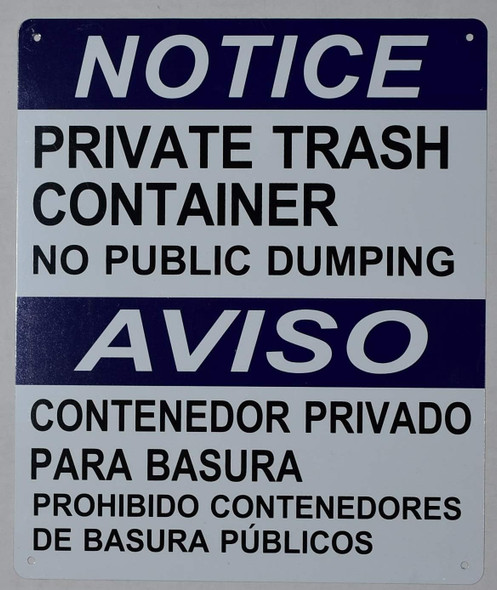 NOTICE
PRIVATE TRASH
CONTAINER
NO PUBLIC DUMPING
AVISO
CONTENEDOR PRIVADO
PARA BASURA
PROHIBIDO CONTENEDORES
DE BASURA PÚBLICOS